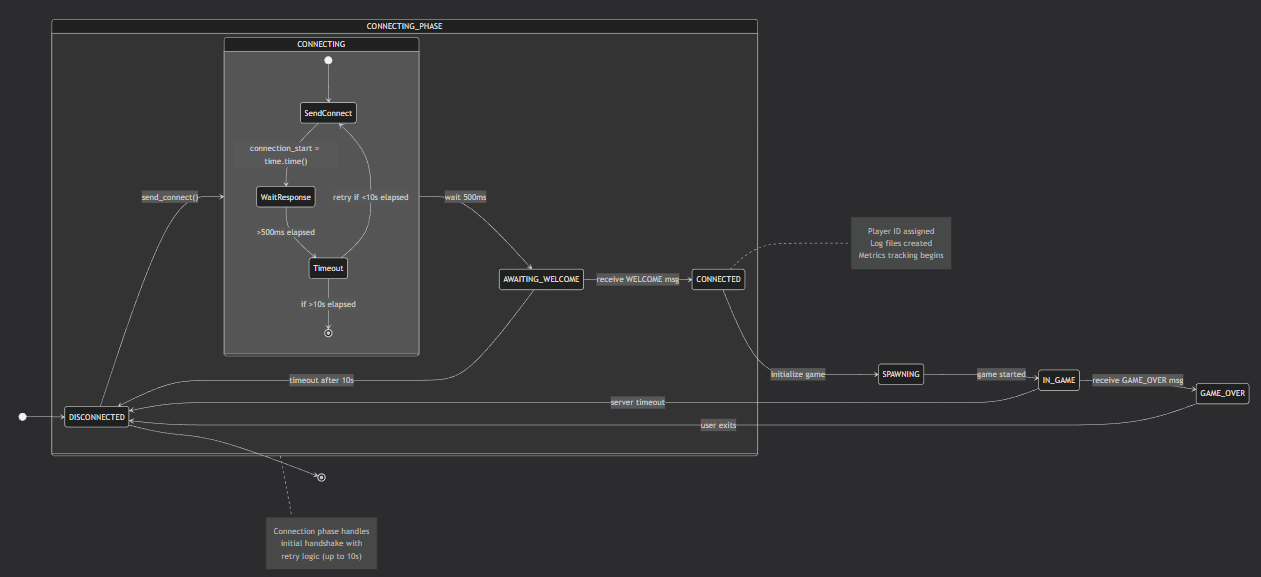 CONNECTING_PHASE
CONNECTING
SendConnect
connection_start =
time.time()
send_connect()
WaitResponse
retry if <10s elapsed
wait 500ms
>500ms elapsed
Timeout
if >10s elapsed
Player ID assigned
Log files created
Metrics tracking begins
AWAITING_WELCOME
receive WELCOME msg
CONNECTED
timeout after 10s
initialize game
SPAWNING
game started
IN_GAME
receive GAME_OVER msg
GAME_OVER
server timeout
DISCONNECTED
user exits
Connection phase handles
initial handshake with
retry logic (up to 10s)